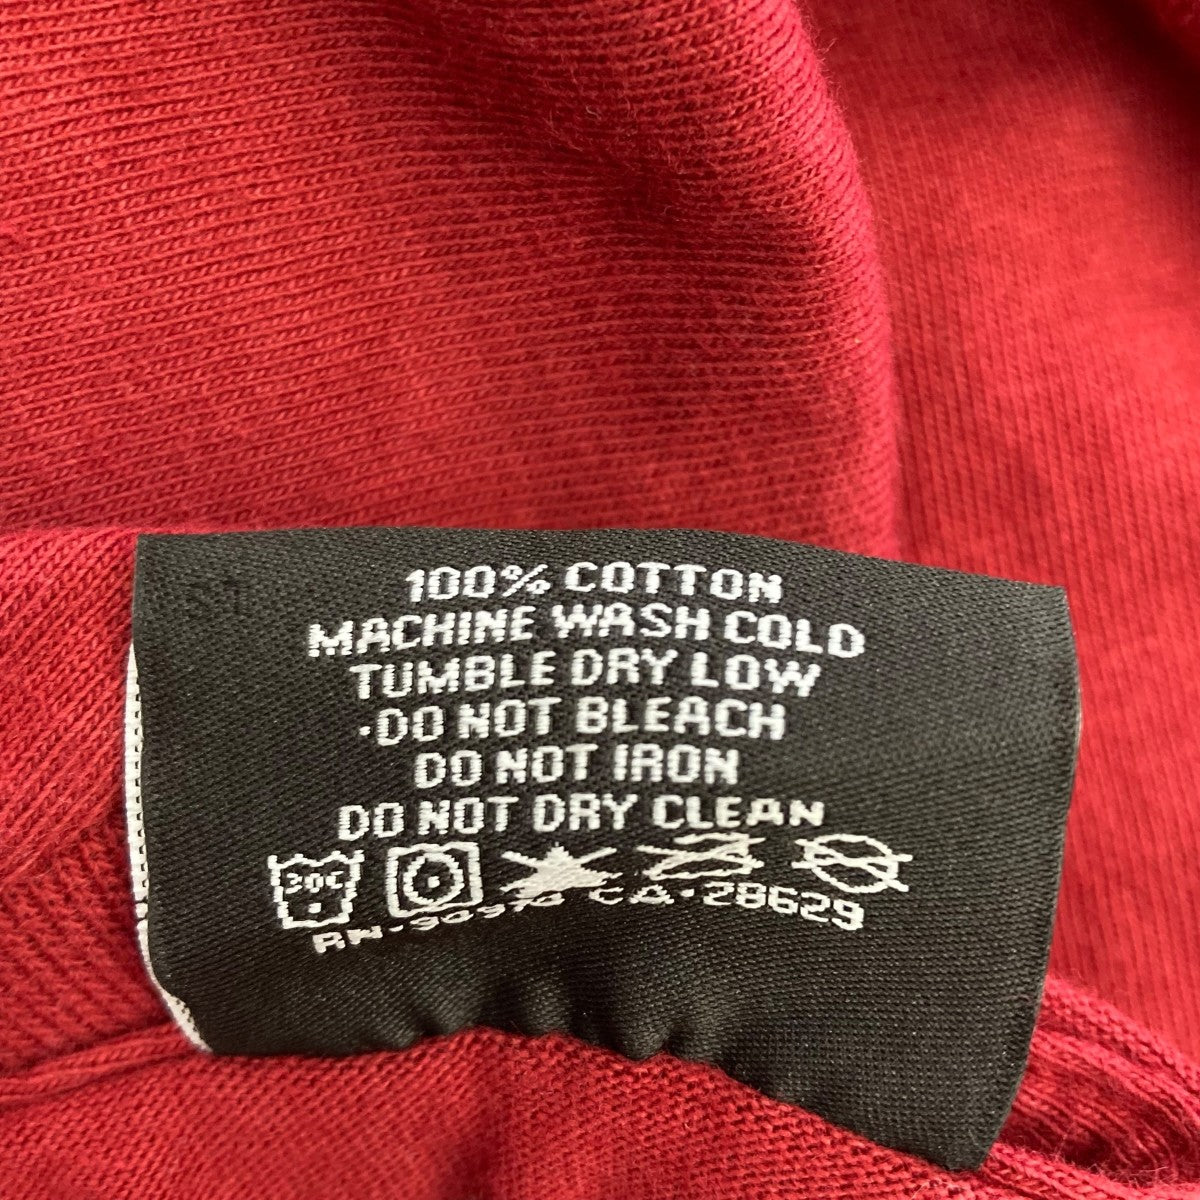 100% COTTON
MACHINE WASH COLD
TUMBLE DRY LOW
·DO NOT BLEACH
DO NOT IRON
DO NOT DRY CLEAN
30C
CA·28629